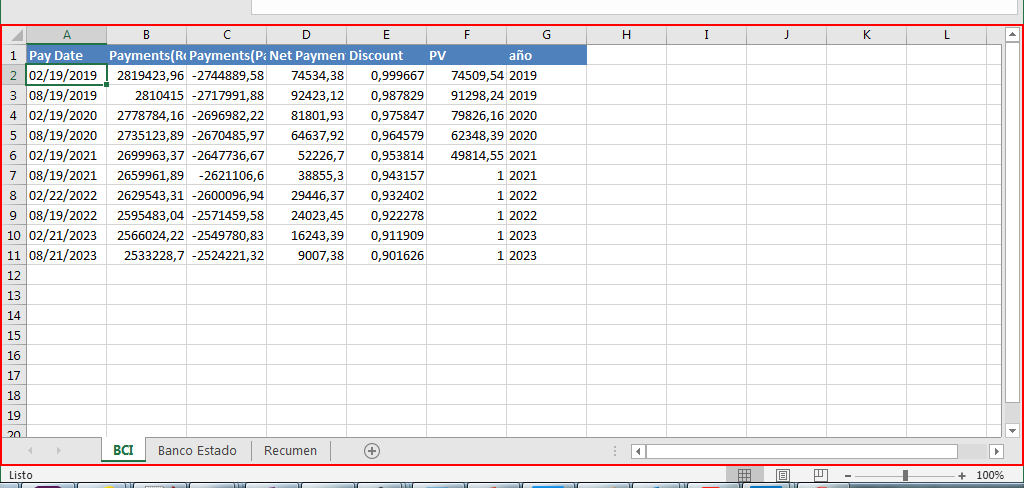 A B C D E F G H I J K L
1 Pay Date Payments(R Payments(P Net Paymen Discount PV año
2 02/19/2019 2819423,96 -2744889,58 74534,38 0,999667 74509,54 2019
3 08/19/2019 2810415 -2717991,88 92423,12 0,987829 91298,24 2019
4 02/19/2020 2778784,16 -2696982,22 81801,93 0,975847 79826,16 2020
5 08/19/2020 2735123,89 -2670485,97 64637,92 0,964579 62348,39 2020
6 02/19/2021 2699963,37 -2647736,67 52226,7 0,953814 49814,55 2021
7 08/19/2021 2659961,89 -2621106,6 38855,3 0,943157 1 2021
8 02/22/2022 2629543,31 -2600096,94 29446,37 0,932402 1 2022
9 08/19/2022 2595483,04 -2571459,58 24023,45 0,922278 1 2022
10 02/21/2023 2566024,22 -2549780,83 16243,39 0,911909 1 2023
11 08/21/2023 2533228,7 -2524221,32 9007,38 0,901626 1 2023
12
13
14
15
16
17
18
19
20
BCI Banco Estado Recumen
Listo 100%